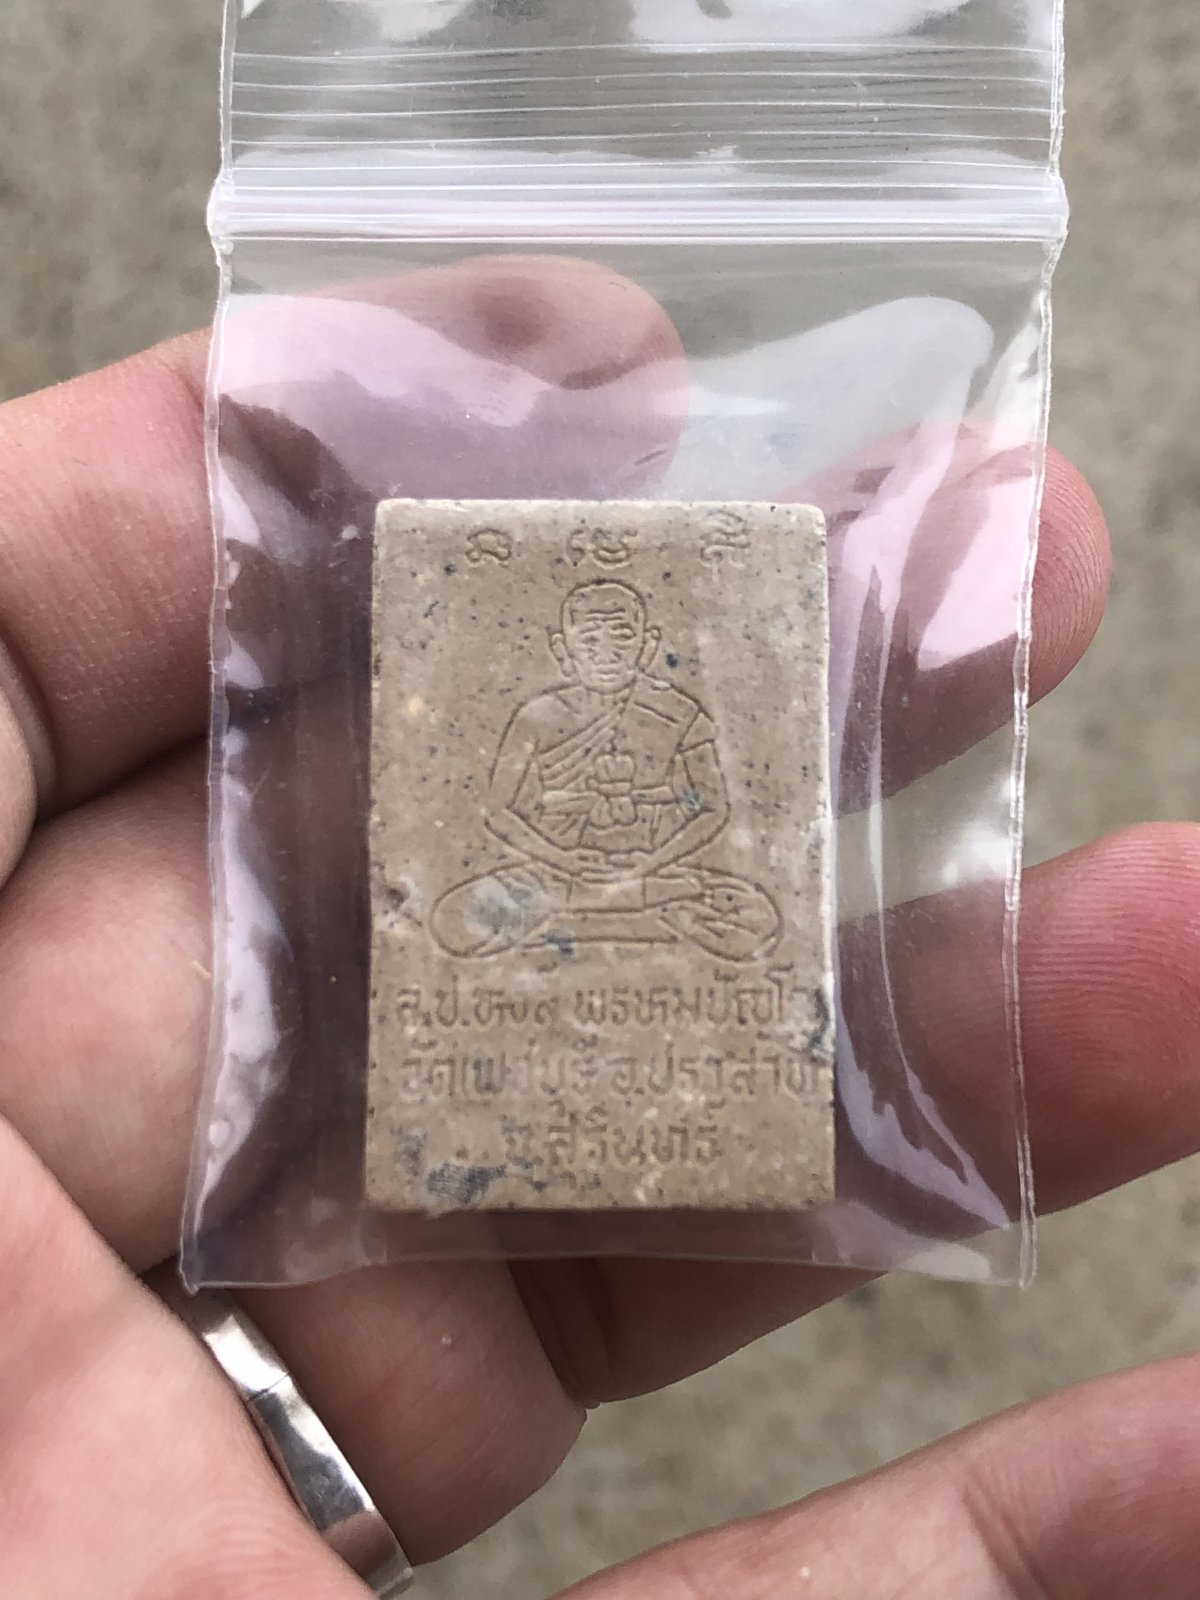 ล.ป.หงส์ พรหมปัญโญ
วัดเพชรบุรี อ.ปราสาท
จ.สุรินทร์